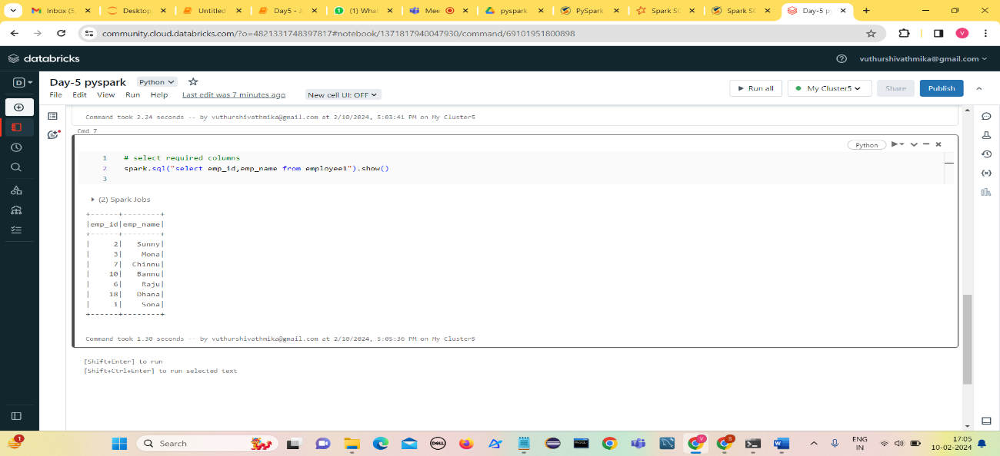 Inbox (5,
Desktop
Untitled
Day5 - J
(1) What
Mee
pyspark
PySpark
Spark SC
Spark SC
Day-5 py
community.cloud.databricks.com/?o=4821331748397817#notebook/1371817940047930/command/69101951800898
V
databricks
vuthurshivathmika@gmail.com
D
Day-5 pyspark
Python
File Edit View Run Help Last edit was 7 minutes ago New cell UI: OFF
Run all
My Cluster5
Share
Publish
Command took 2.24 seconds -- by vuthurshivathmika@gmail.com at 2/10/2024, 5:03:41 PM on My Cluster5
Cmd 7
Python
1 # select required columns
2 spark.sql("select emp_id,emp_name from employee1").show()
3
(2) Spark Jobs
+------+--------+
|emp_id|emp_name|
+------+--------+
| 2| Sunny|
| 3| Mona|
| 7| Chinnu|
| 10| Bannu|
| 6| Raju|
| 18| Dhana|
| 1| Sona|
+------+--------+
Command took 1.30 seconds -- by vuthurshivathmika@gmail.com at 2/10/2024, 5:05:36 PM on My Cluster5
[Shift+Enter] to run
[Shift+Ctrl+Enter] to run selected text
1
Search
DELL
V
S
ENG
IN
17:05
10-02-2024